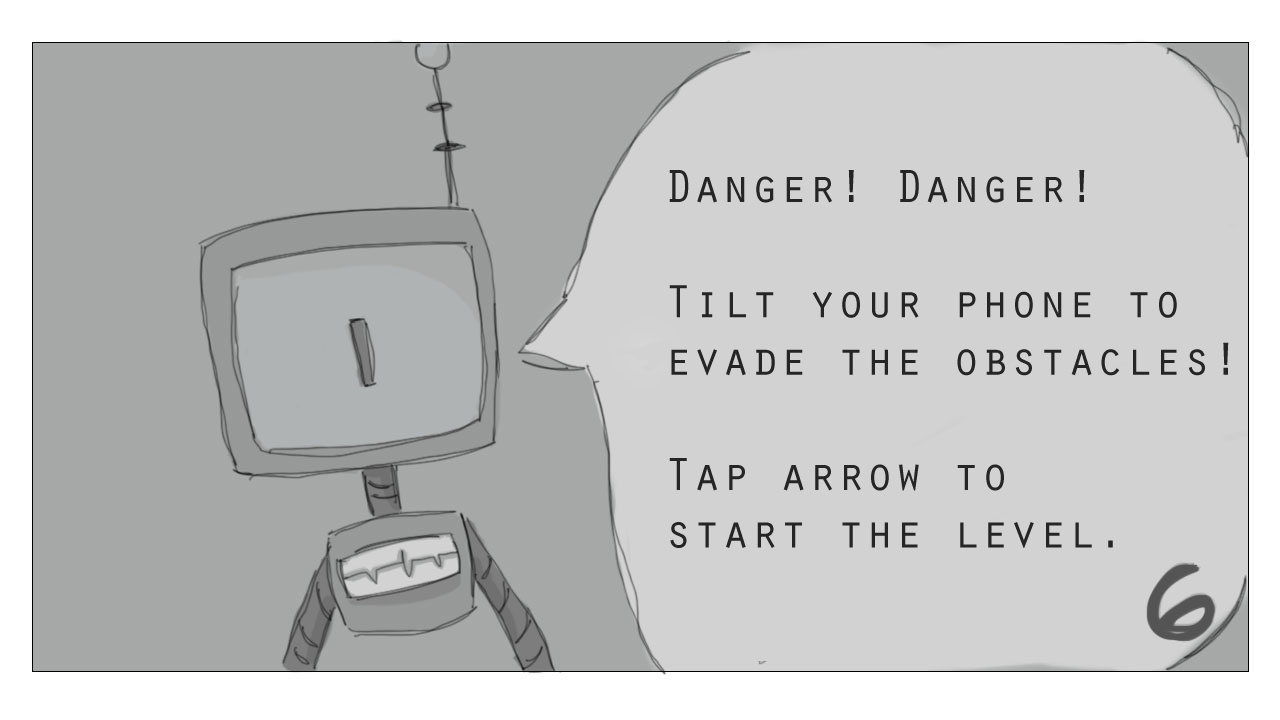 Danger! Danger!
Tilt your phone to
evade the obstacles!
Tap arrow to
start the level.
6